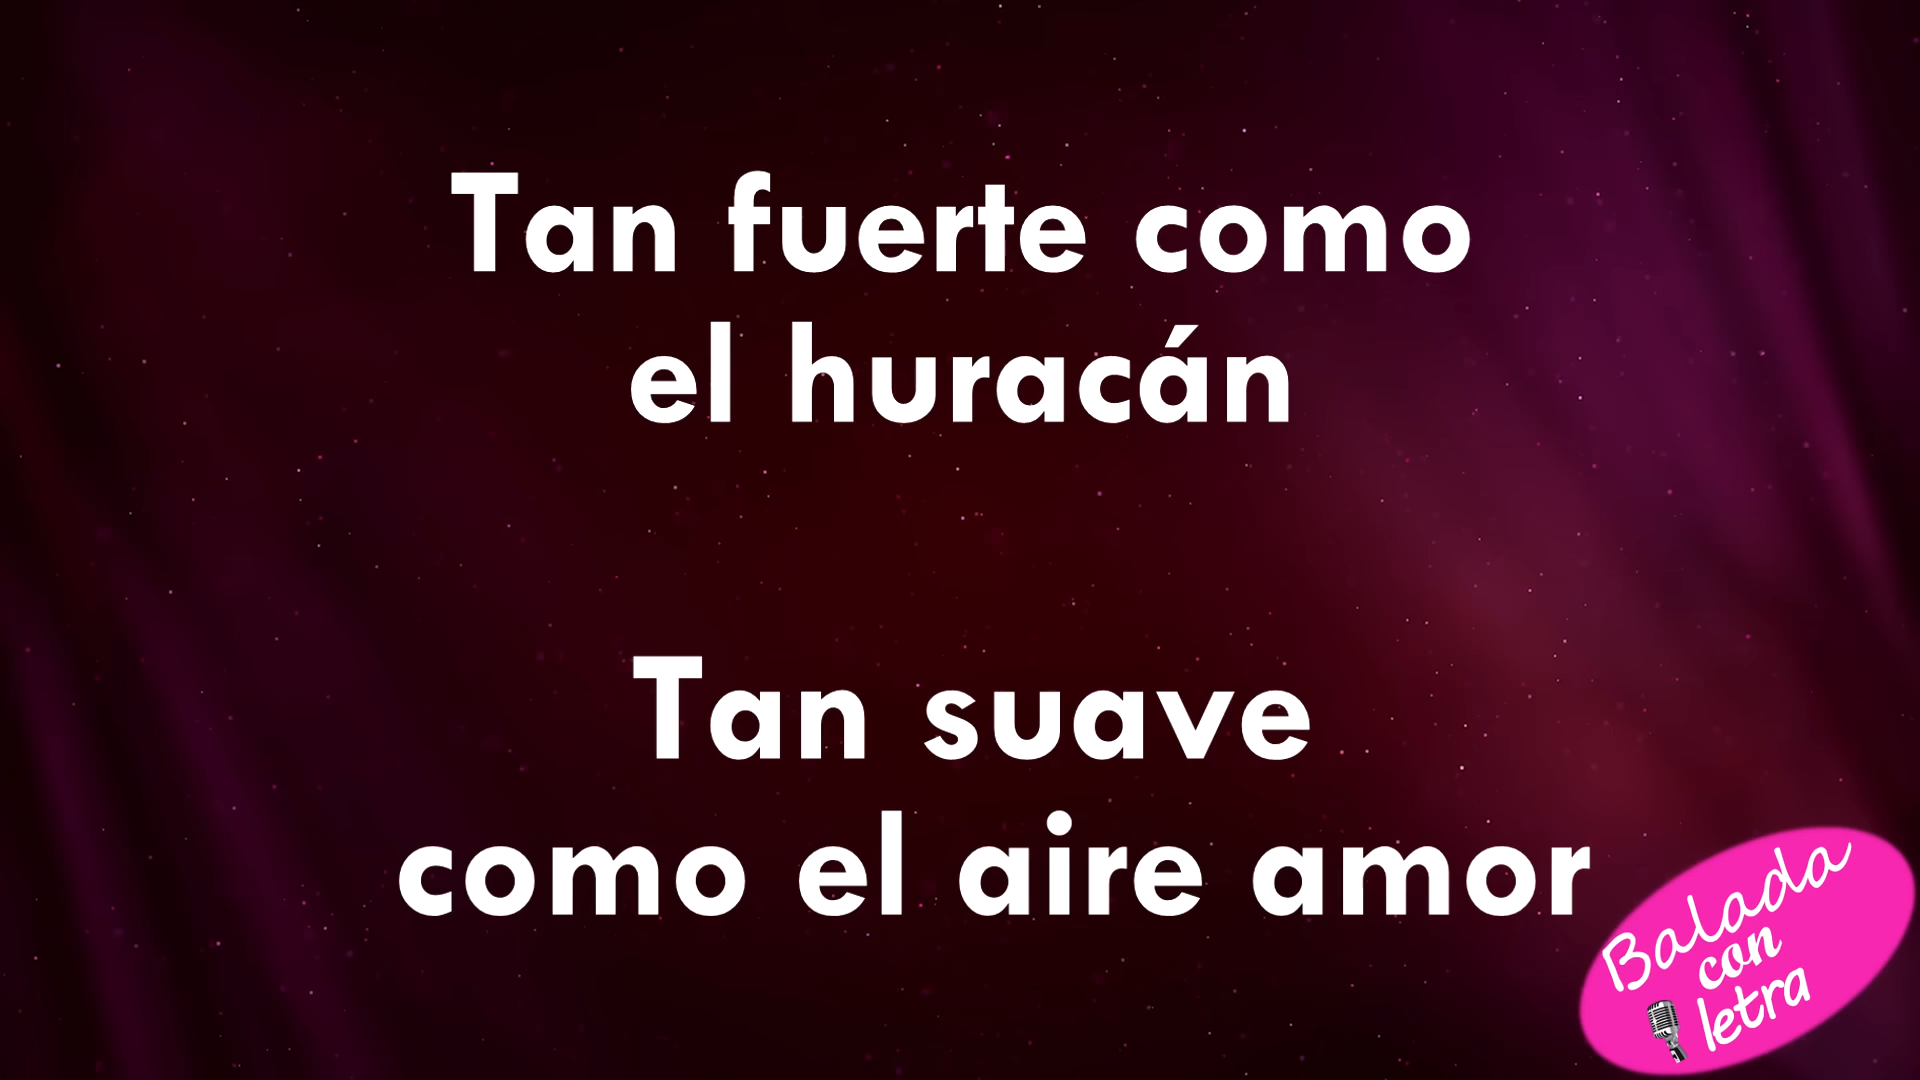 Tan fuerte como
el huracán
Tan suave
como el aire amor
Balada
con
letra